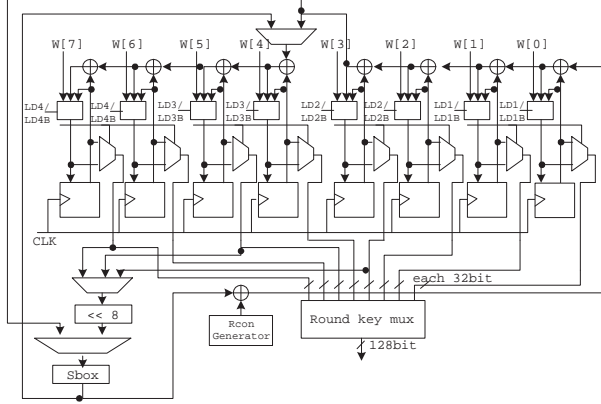 W[7] W[6] W[5] W[4] W[3] W[2] W[1] W[0]
LD4/ LD4/ LD3/ LD3/ LD2/ LD2/ LD1/ LD1/
LD4B LD4B LD3B LD3B LD2B LD2B LD1B LD1B
CLK
each 32bit
<< 8
Rcon
Generator
Round key mux
128bit
Sbox